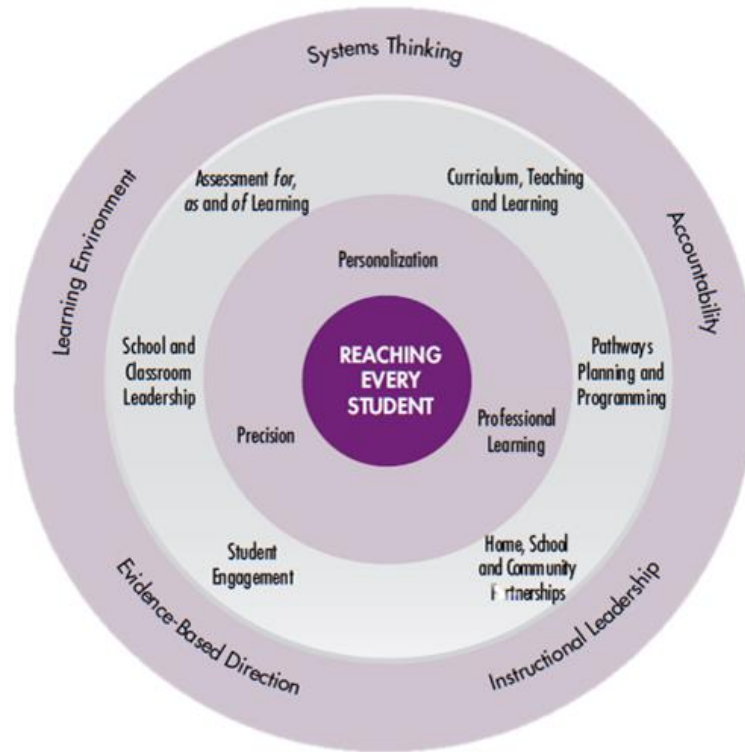 Systems Thinking
Learning Environment
Accountability
Assessment for,
as and of Learning
Curriculum, Teaching
and Learning
Personalization
School and
Classroom
Leadership
REACHING
EVERY
STUDENT
Pathways
Planning and
Programming
Precision
Professional
Learning
Student
Engagement
Home, School
and Community
Evidence-Based Direction
Instructional Leadership